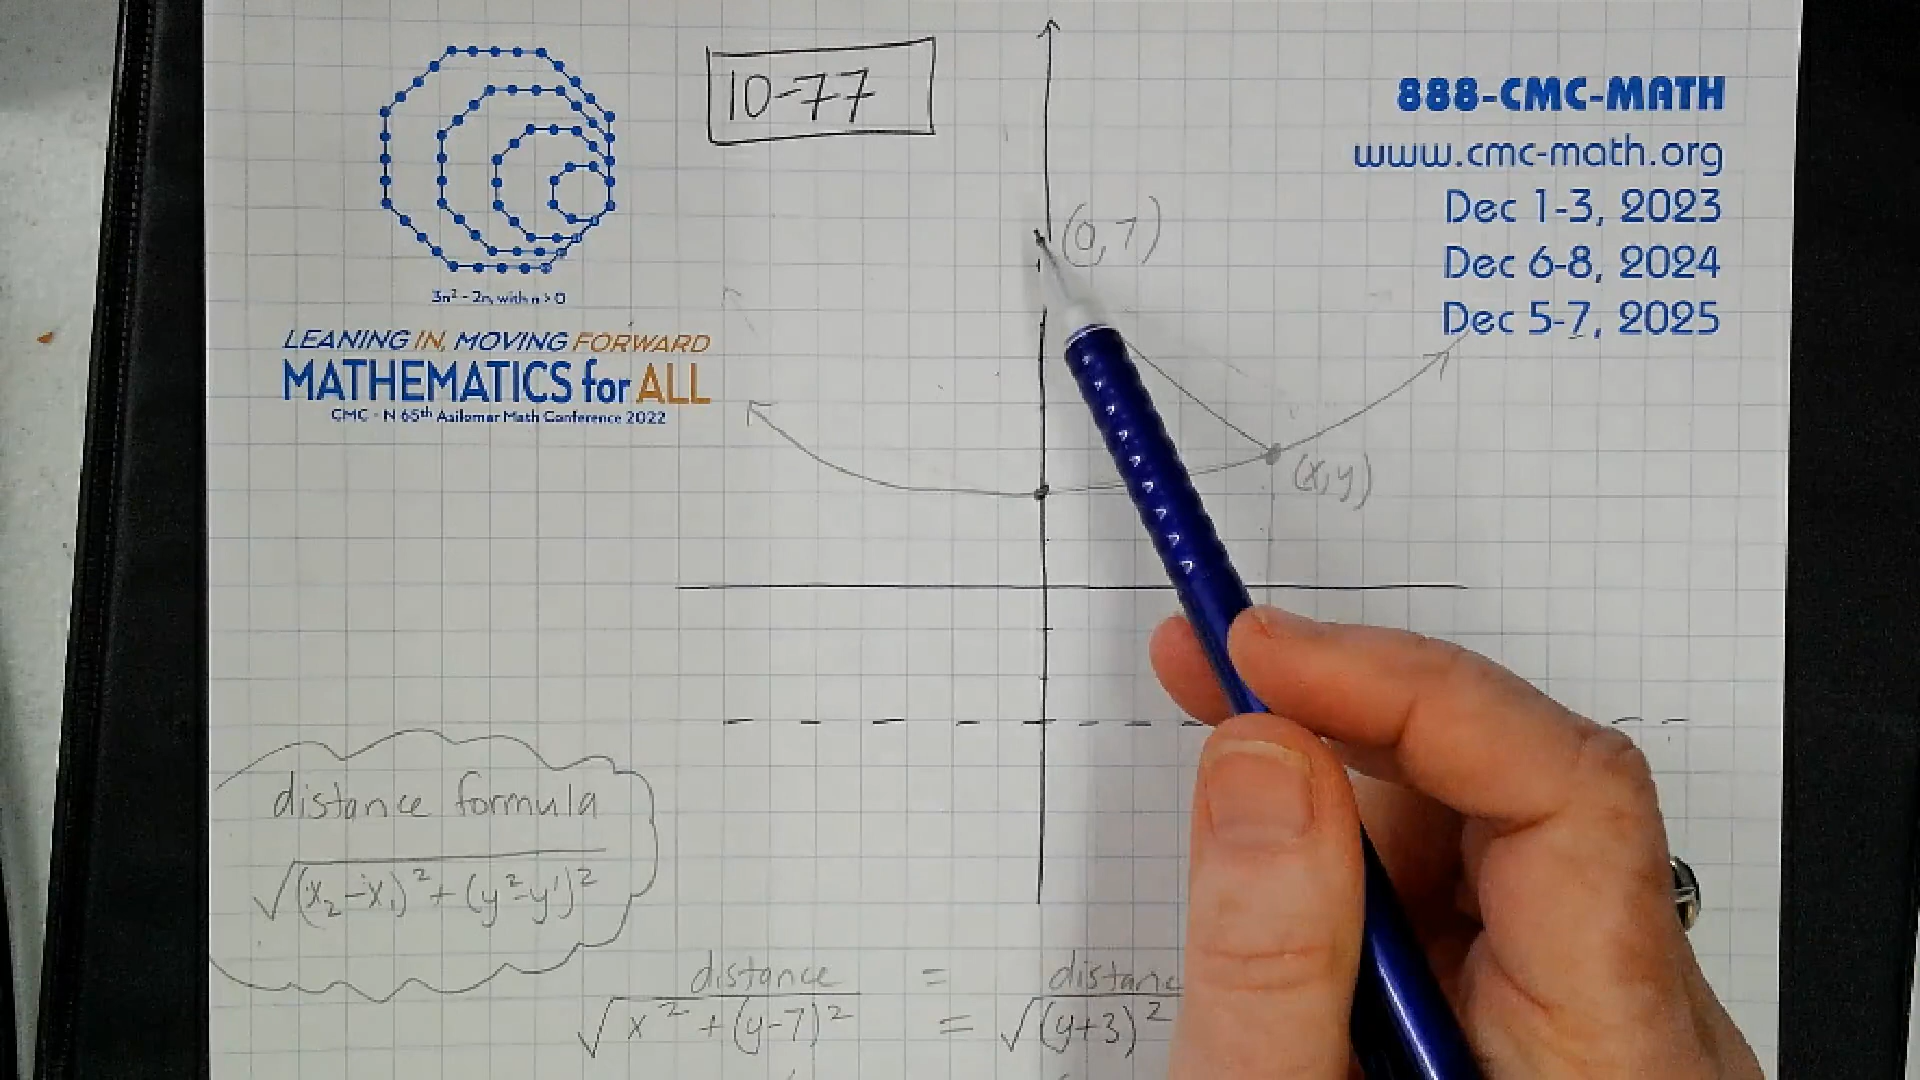 10-77
888-CMC-MATH
www.cmc-math.org
Dec 1-3, 2023
Dec 6-8, 2024
Dec 5-7, 2025
3n² - 2n, with n > 0
LEANING IN, MOVING FORWARD
MATHEMATICS for ALL
CMC - N 65th Asilomar Math Conference 2022
(0,7)
(x,y)
distance formula
√(x₂-x₁)²+(y²-y')²
distance = distanc
√x²+(y-7)² = √(y+3)²